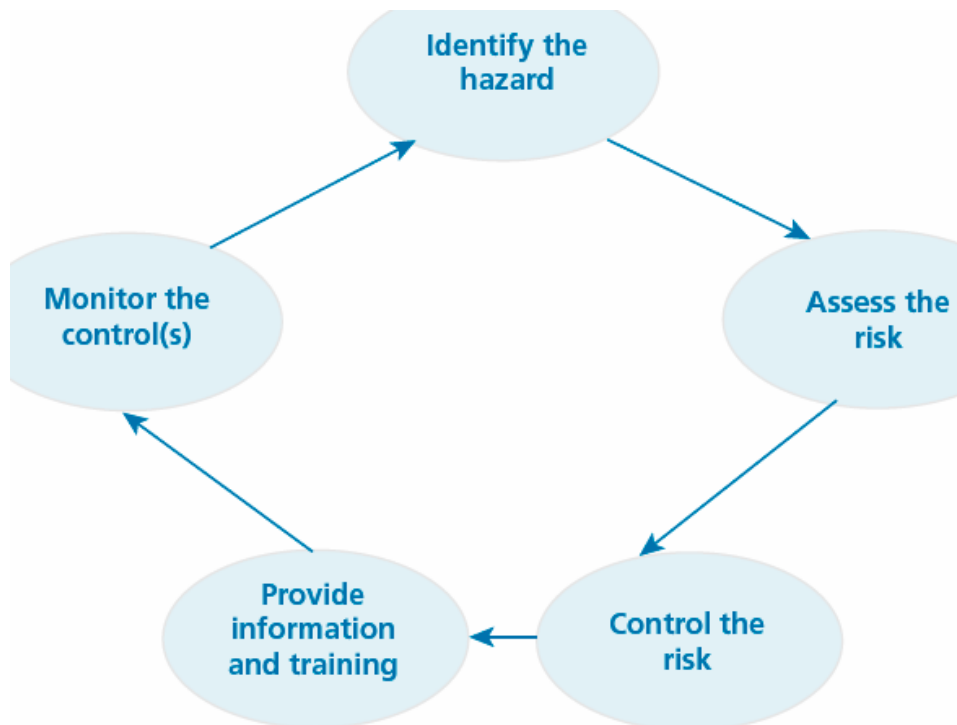 Identify the
hazard
Assess the
risk
Control the
risk
Provide
information
and training
Monitor the
control(s)